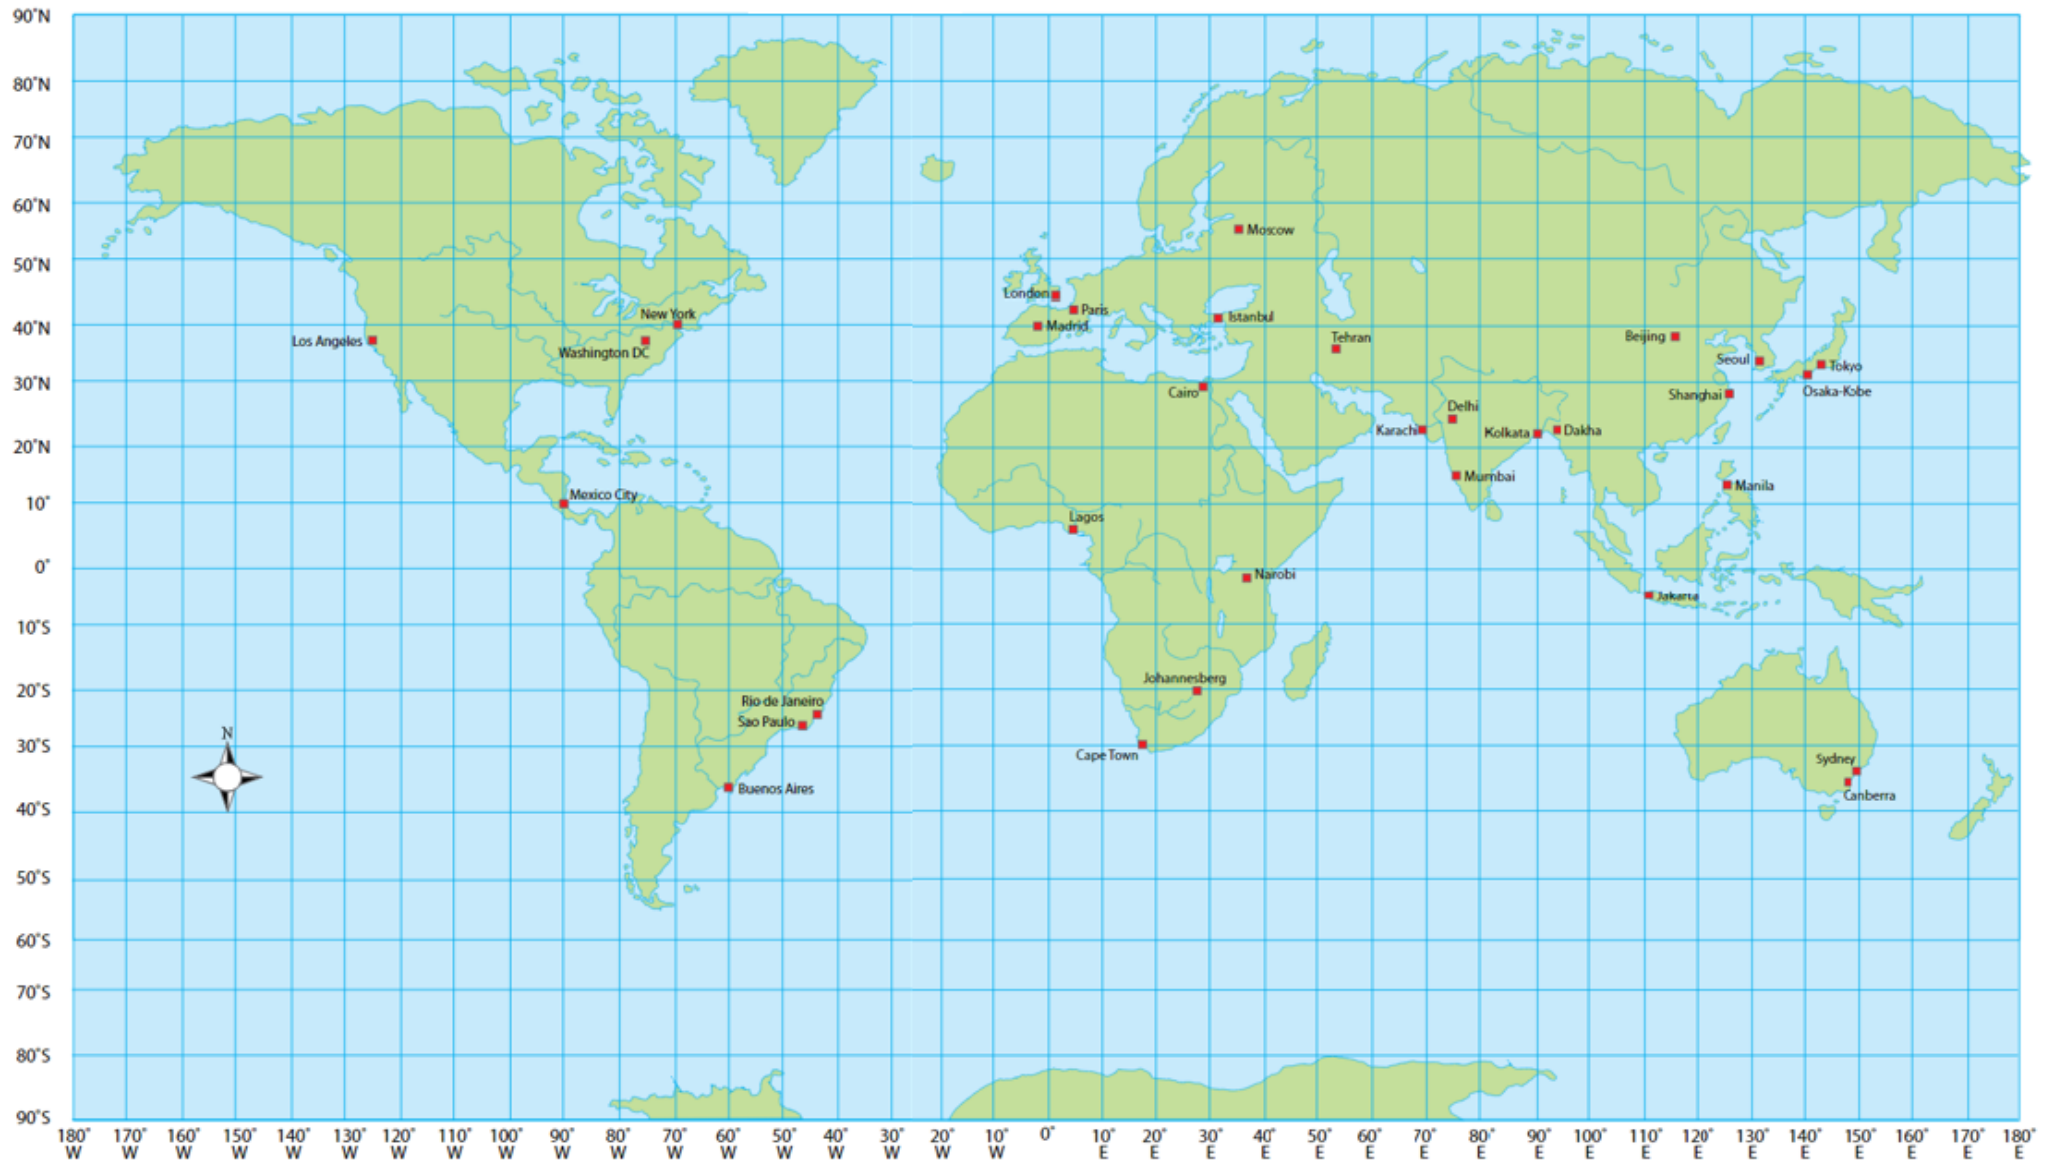 90°N
80°N
70°N
60°N
Moscow
50°N
London
Paris
New York
Istanbul
40°N
Madrid
Tehran
Beijing
Los Angeles
Washington DC
Seoul
Tokyo
30°N
Cairo
Osaka-Kobe
Shanghai
Delhi
Karachi
Kolkata
Dakha
20°N
Mumbai
Manila
Mexico City
10°
Lagos
0°
Narobi
Jakarta
10°S
Johannesberg
20°S
Rio de Janeiro
Sao Paulo
N
30°S
Cape Town
Sydney
Buenos Aires
Canberra
40°S
50°S
60°S
70°S
80°S
90°S
180° 170° 160° 150° 140° 130° 120° 110° 100° 90° 80° 70° 60° 50° 40° 30° 20° 10° 0° 10° 20° 30° 40° 50° 60° 70° 80° 90° 100° 110° 120° 130° 140° 150° 160° 170° 180°
W W W W W W W W W W W W W W W W W W E E E E E E E E E E E E E E E E E E